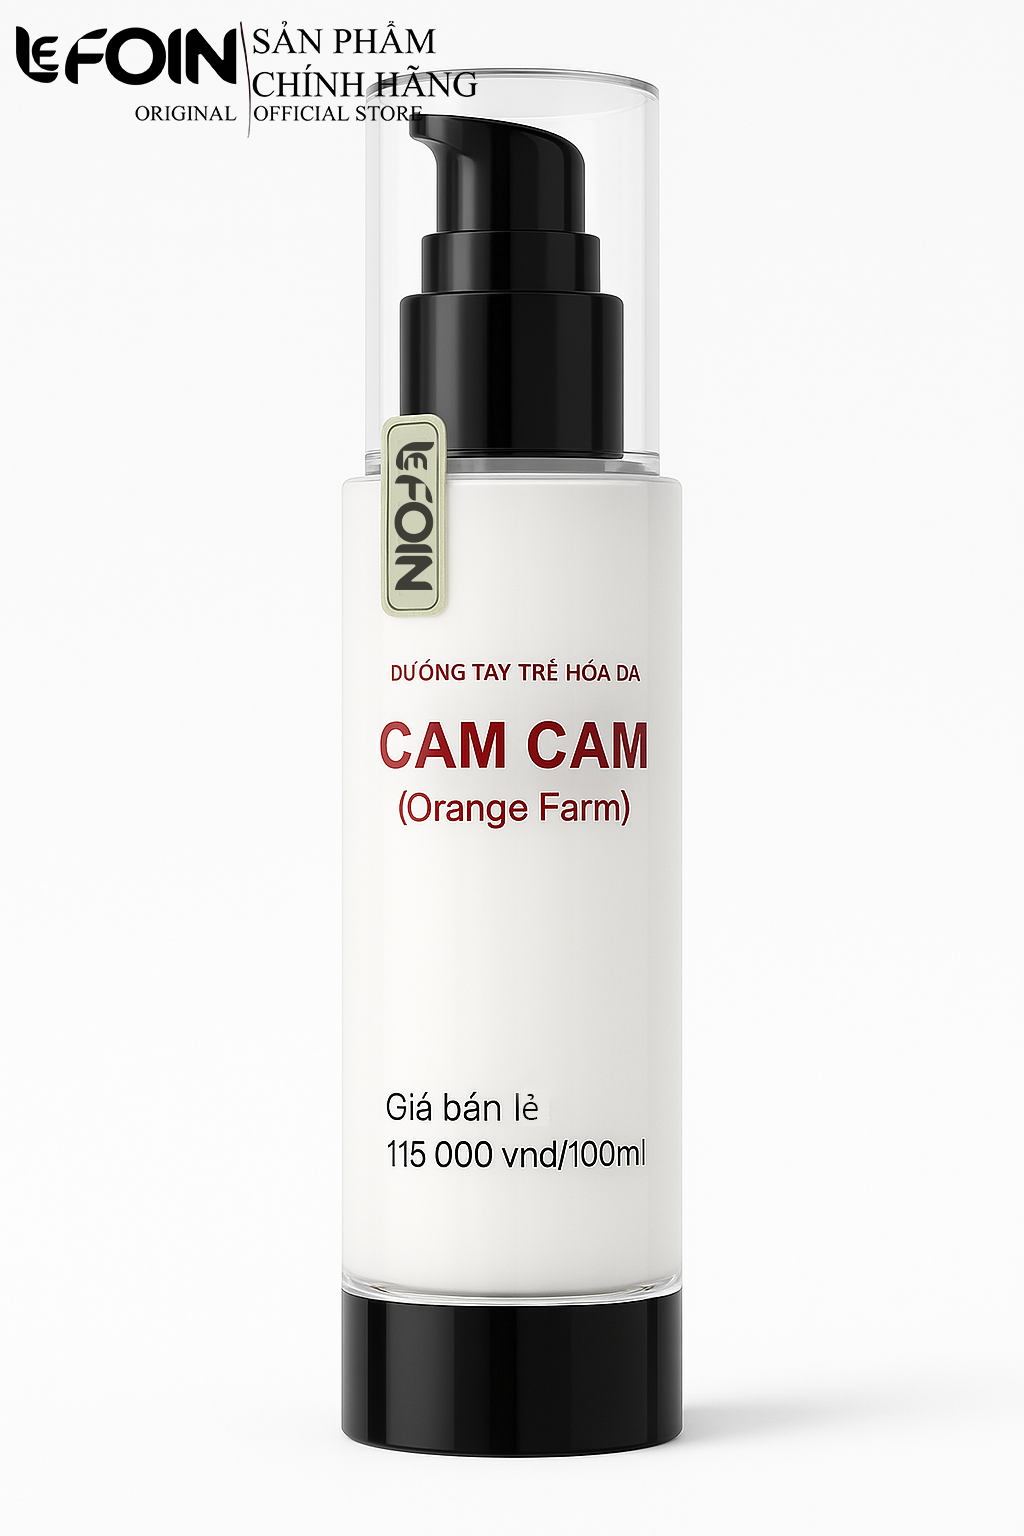 LEFOIN
SẢN PHẨM
CHÍNH HÃNG
ORIGINAL
OFFICIAL STORE
LEFOIN
DƯÓNG TAY TRẺ HÓA DA
CAM CAM
(Orange Farm)
Giá bán lẻ
115 000 vnd/100ml